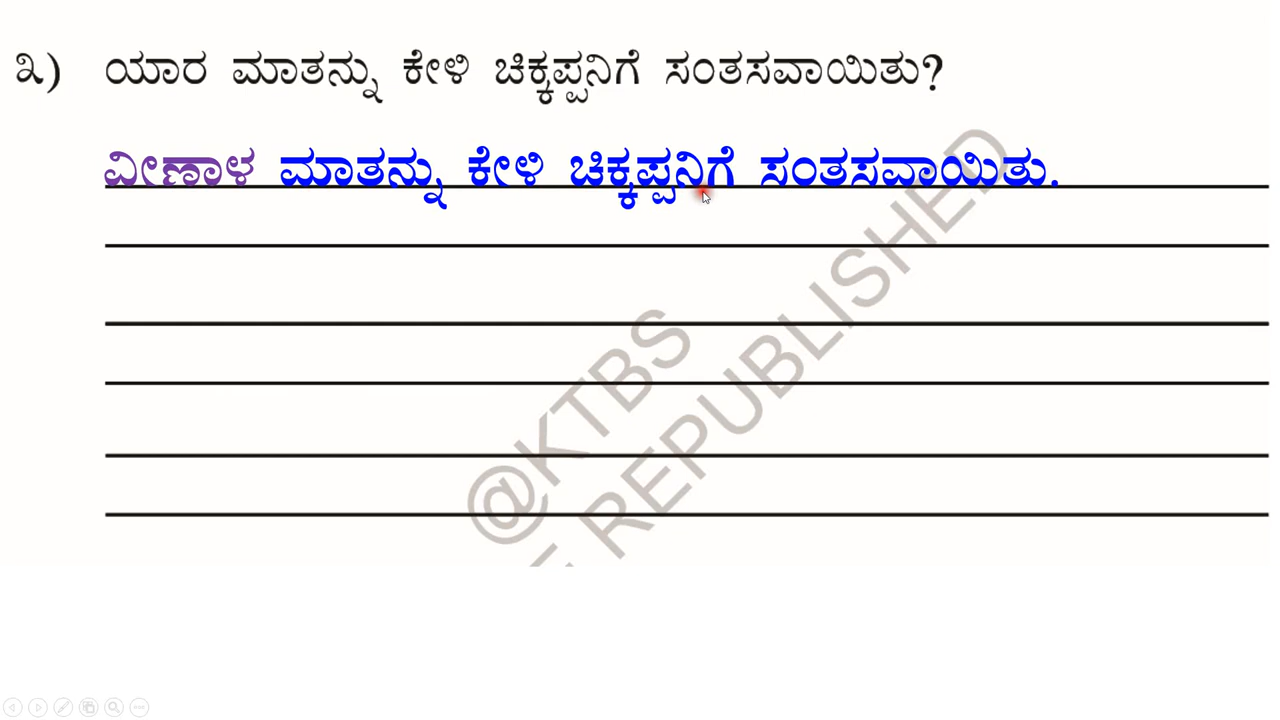 ೩) ಯಾರ ಮಾತನ್ನು ಕೇಳಿ ಚಿಕ್ಕಪ್ಪನಿಗೆ ಸಂತಸವಾಯಿತು?
ವೀಣಾಳ ಮಾತನ್ನು ಕೇಳಿ ಚಿಕ್ಕಪ್ಪನಿಗೆ ಸಂತಸವಾಯಿತು.
@KTBS
REPUBLISHED